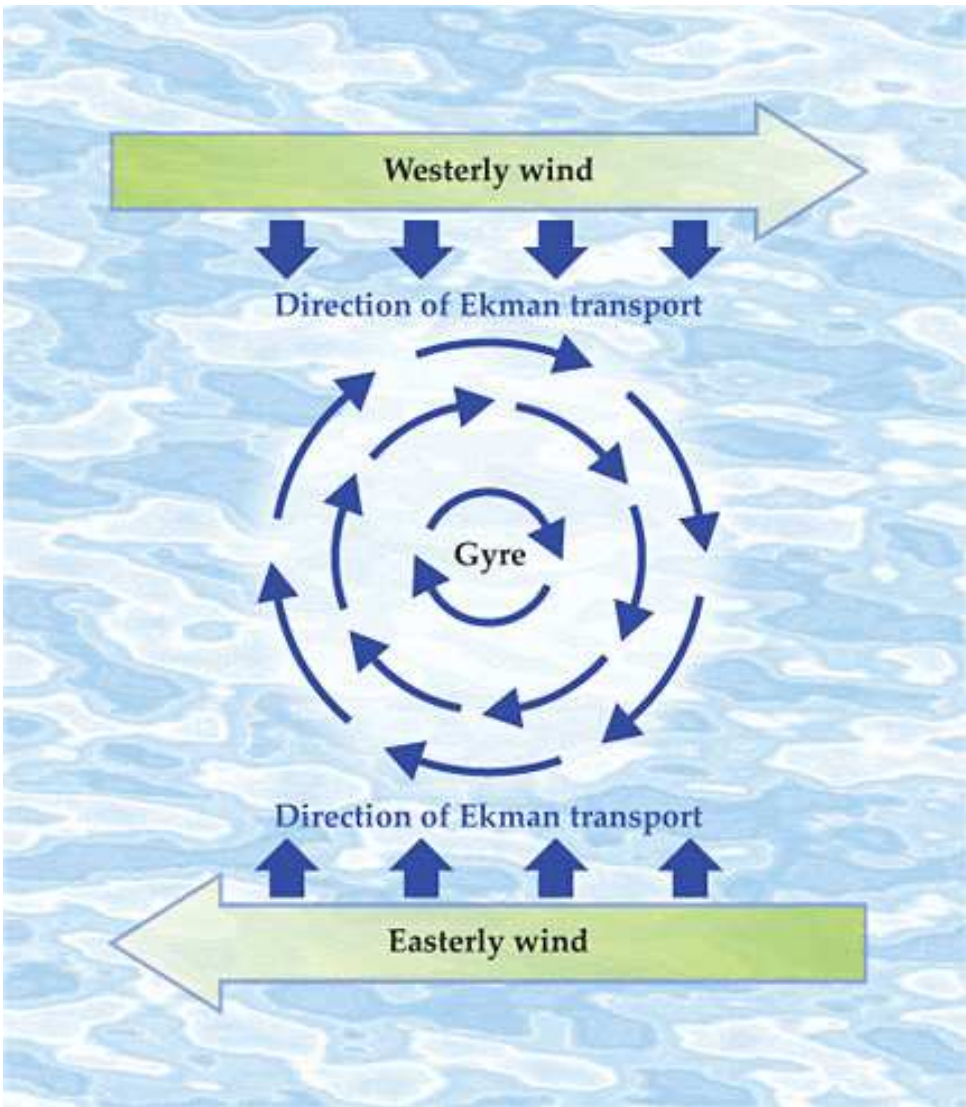 Westerly wind
Direction of Ekman transport
Gyre
Direction of Ekman transport
Easterly wind